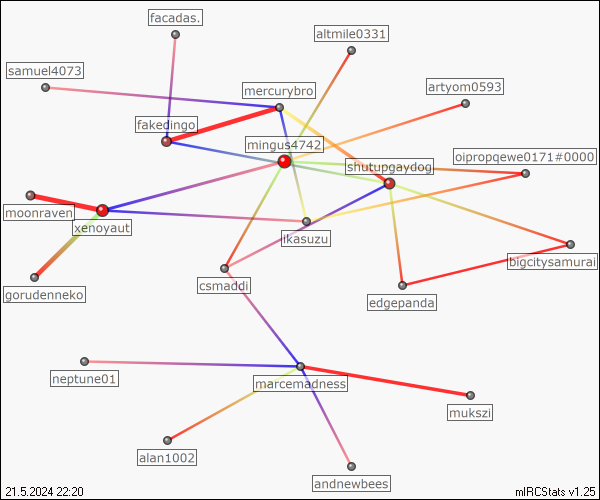 facadas.
altmile0331
samuel4073
mercurybro
artyom0593
fakedingo
mingus4742
shutupgaydog
oipropqewe0171#0000
moonraven
xenoyaut
ikasuzu
bigcitysamurai
gorudenneko
csmaddi
edgepanda
neptune01
marcemadness
mukszi
alan1002
andnewbees
21.5.2024 22:20
mIRCStats v1.25